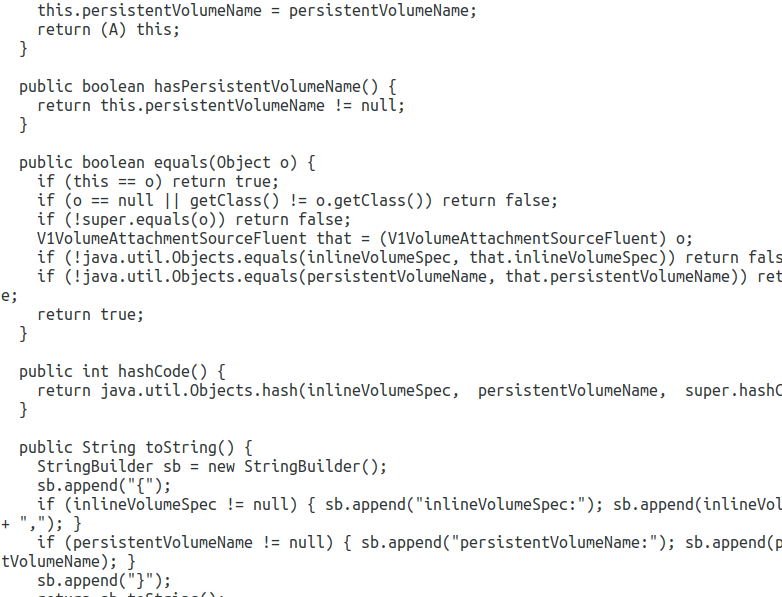 this.persistentVolumeName = persistentVolumeName;
    return (A) this;
  }

  public boolean hasPersistentVolumeName() {
    return this.persistentVolumeName != null;
  }

  public boolean equals(Object o) {
    if (this == o) return true;
    if (o == null || getClass() != o.getClass()) return false;
    if (!super.equals(o)) return false;
    V1VolumeAttachmentSourceFluent that = (V1VolumeAttachmentSourceFluent) o;
    if (!java.util.Objects.equals(inlineVolumeSpec, that.inlineVolumeSpec)) return fals
    if (!java.util.Objects.equals(persistentVolumeName, that.persistentVolumeName)) ret
e;
    return true;
  }

  public int hashCode() {
    return java.util.Objects.hash(inlineVolumeSpec,  persistentVolumeName,  super.hashC
  }

  public String toString() {
    StringBuilder sb = new StringBuilder();
    sb.append("{");
    if (inlineVolumeSpec != null) { sb.append("inlineVolumeSpec:"); sb.append(inlineVol
+ ","); }
    if (persistentVolumeName != null) { sb.append("persistentVolumeName:"); sb.append(p
tVolumeName); }
    sb.append("}");
    return sb.toString();